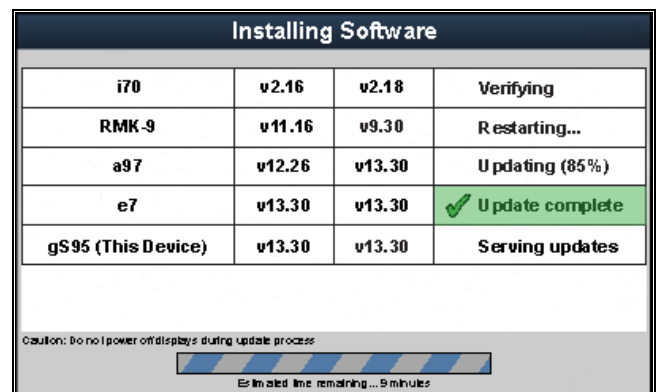 Installing Software
i70 v2.16 v2.18 Verifying
RMK-9 v11.16 v9.30 Restarting...
a97 v12.26 v13.30 Updating (85%)
e7 v13.30 v13.30 Update complete
gS95 (This Device) v13.30 v13.30 Serving updates
Caution: Do not power off displays during update process
Estimated time remaining... 9 minutes